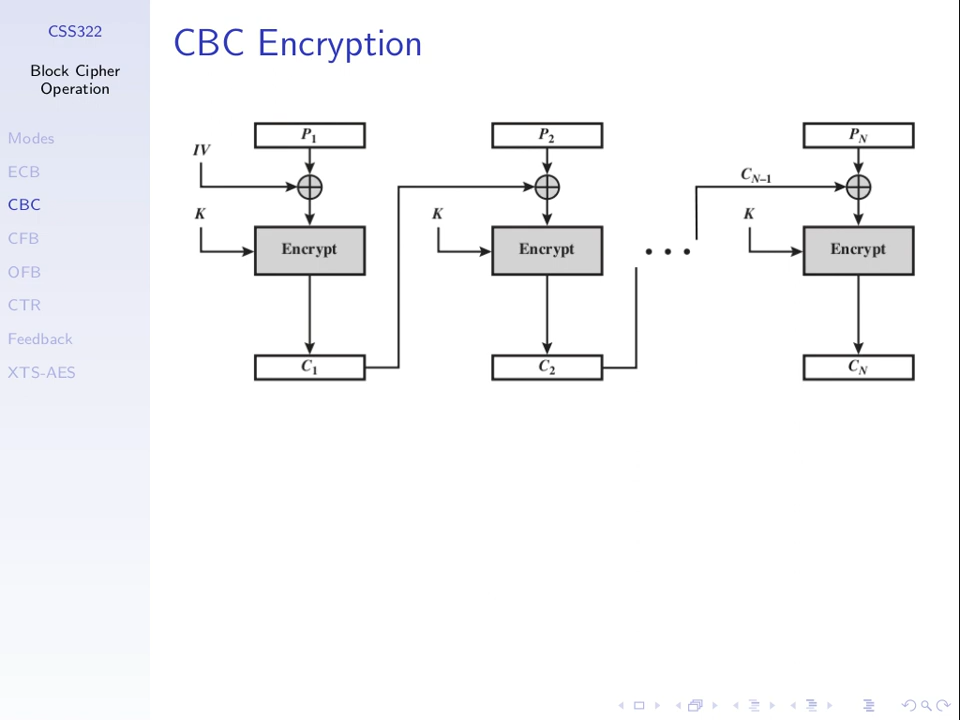 CSS322
Block Cipher
Operation
Modes
ECB
CBC
CFB
OFB
CTR
Feedback
XTS-AES
CBC Encryption
P1 P2 PN
IV
CN–1
K K K
Encrypt Encrypt • • • Encrypt
C1 C2 CN